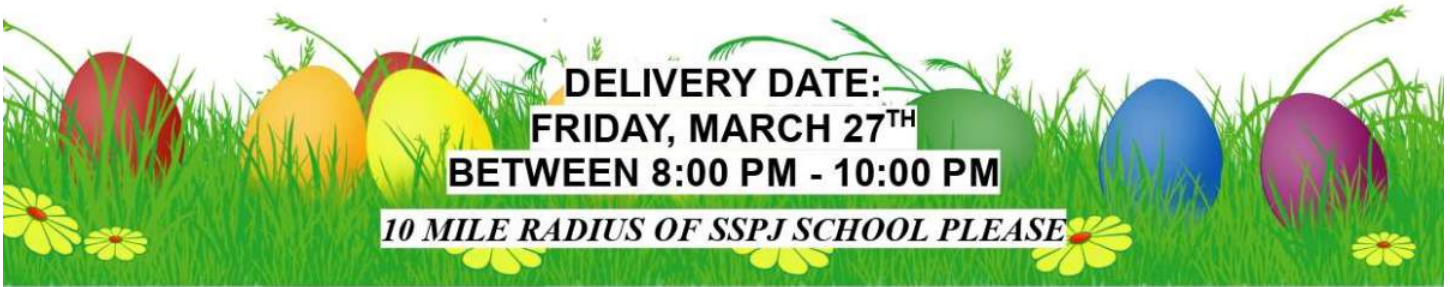 DELIVERY DATE:
FRIDAY, MARCH 27TH
BETWEEN 8:00 PM - 10:00 PM
10 MILE RADIUS OF SSPJ SCHOOL PLEASE